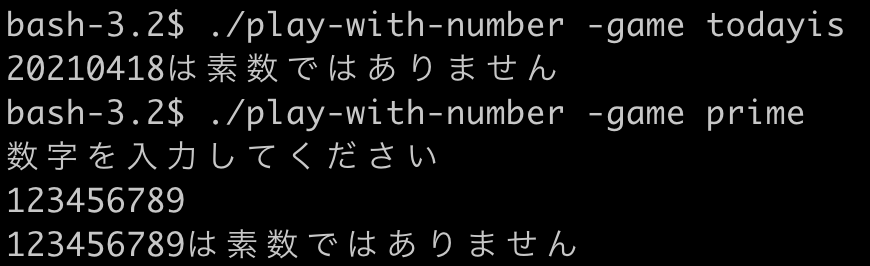 bash-3.2$ ./play-with-number -game todayis
20210418は素数ではありません
bash-3.2$ ./play-with-number -game prime
数字を入力してください
123456789
123456789は素数ではありません